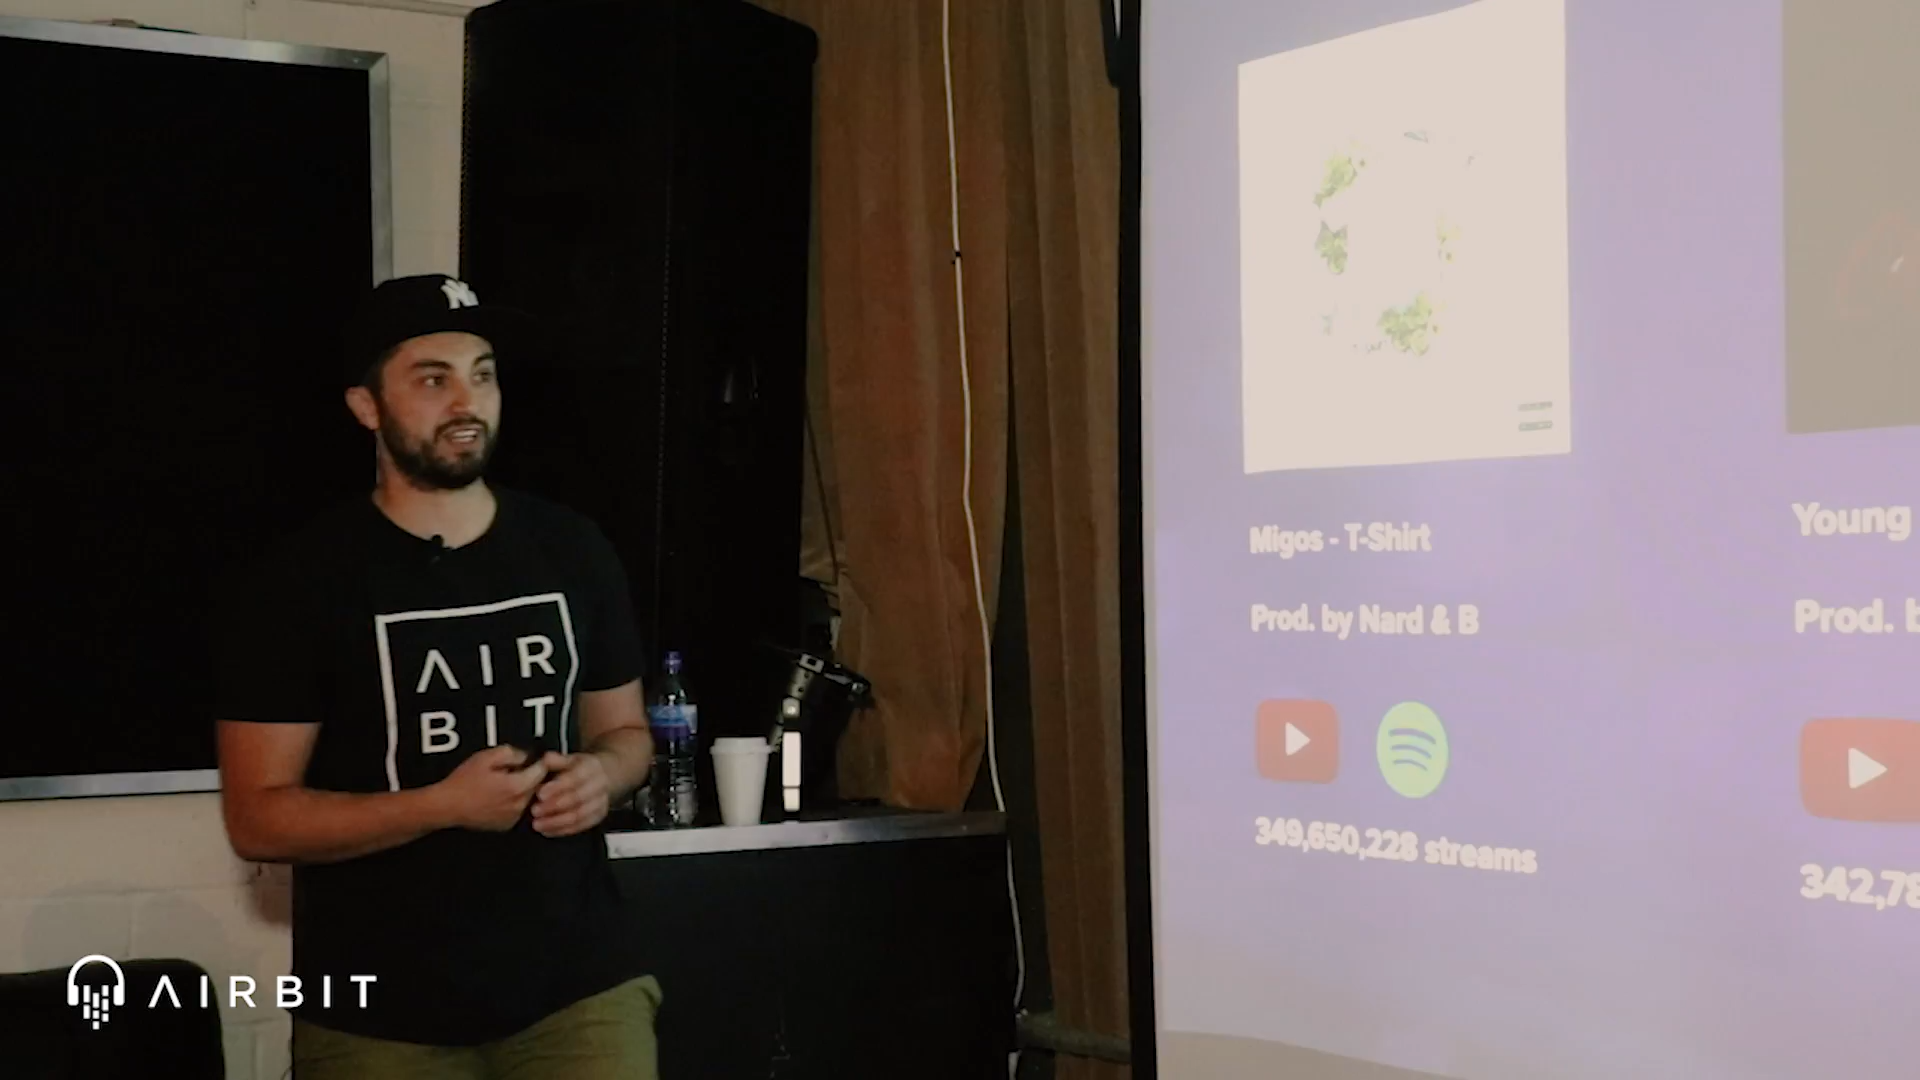 NY
AIR
BIT
AIRBIT
Migos - T-Shirt
Prod. by Nard & B
349,650,228 streams
Young
Prod. b
342,78